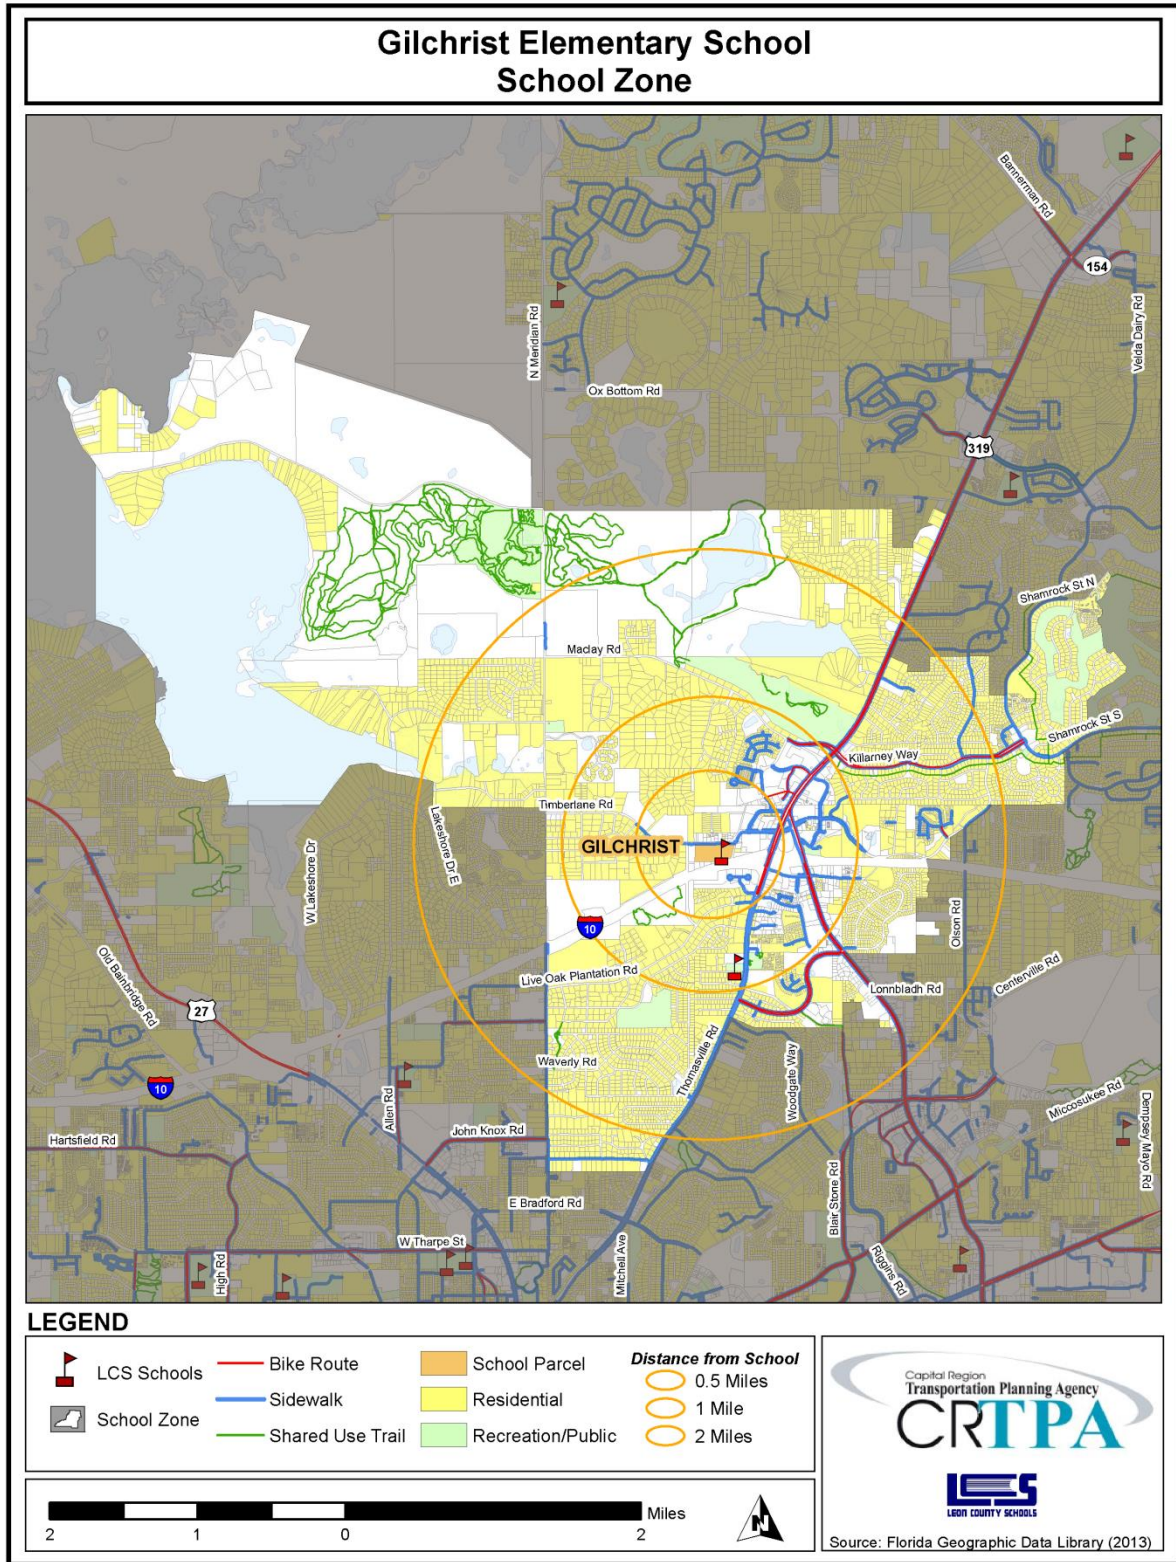 Gilchrist Elementary School
School Zone
Bannerman Rd
154
Velda Dairy Rd
N Meridian Rd
Ox Bottom Rd
319
Shamrock St N
Maclay Rd
Shamrock St S
Killarney Way
Timberlane Rd
Lakeshore Dr E
GILCHRIST
W Lakeshore Dr
10
Olson Rd
Old Bainbridge Rd
Live Oak Plantation Rd
Centerville Rd
Lonnbladh Rd
27
Thomasville Rd
Waverly Rd
Woodgate Way
10
Miccosukee Rd
Allen Rd
Dempsey Mayo Rd
Hartsfield Rd
John Knox Rd
E Bradford Rd
Blair Stone Rd
W Tharpe St
Mitchell Ave
High Rd
Riggins Rd
LEGEND
LCS Schools
School Zone
Bike Route
Sidewalk
Shared Use Trail
School Parcel
Residential
Recreation/Public
Distance from School
0.5 Miles
1 Mile
2 Miles
Capital Region
Transportation Planning Agency
CRTPA
LCS
LEON COUNTY SCHOOLS
Source: Florida Geographic Data Library (2013)
Miles
2 1 0 2
N